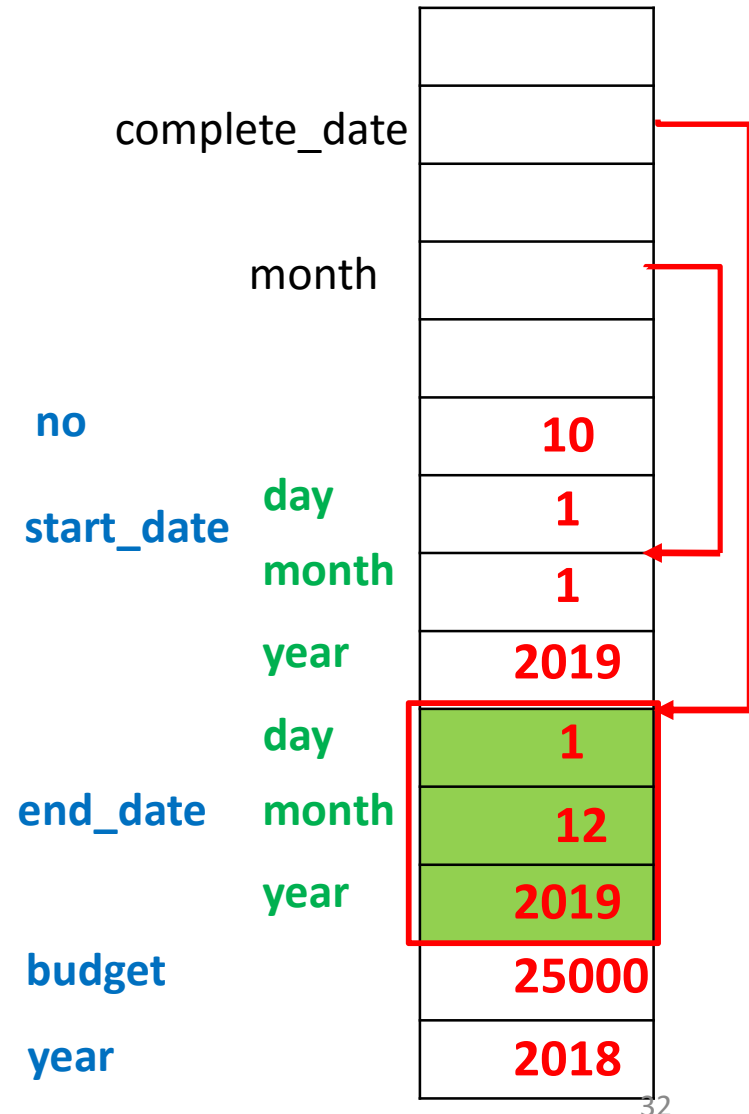 complete_date
month
no
10
day
1
start_date
month
1
year
2019
day
1
end_date
month
12
year
2019
budget
25000
year
2018
32